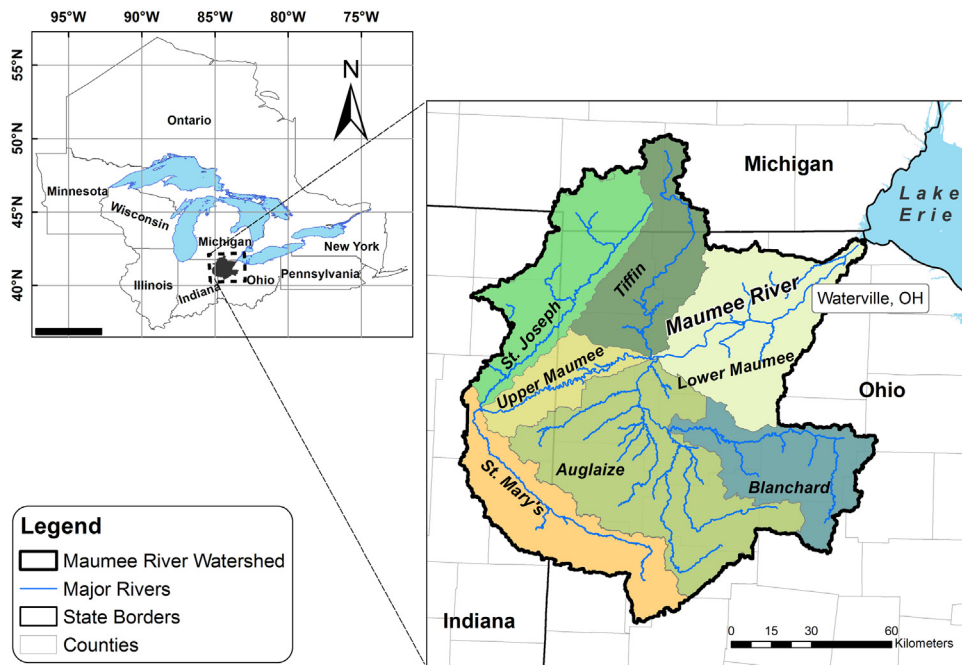 95°W 90°W 85°W 80°W 75°W
55°N
50°N
45°N
40°N
N
Ontario
Minnesota
Wisconsin
Michigan
New York
Illinois
Indiana
Ohio
Pennsylvania
Michigan
Lake
Erie
Tiffin
St. Joseph
Maumee River
Waterville, OH
Upper Maumee
Lower Maumee
Ohio
Auglaize
Blanchard
St. Mary's
Indiana
0 15 30 60
Kilometers
Legend
Maumee River Watershed
Major Rivers
State Borders
Counties